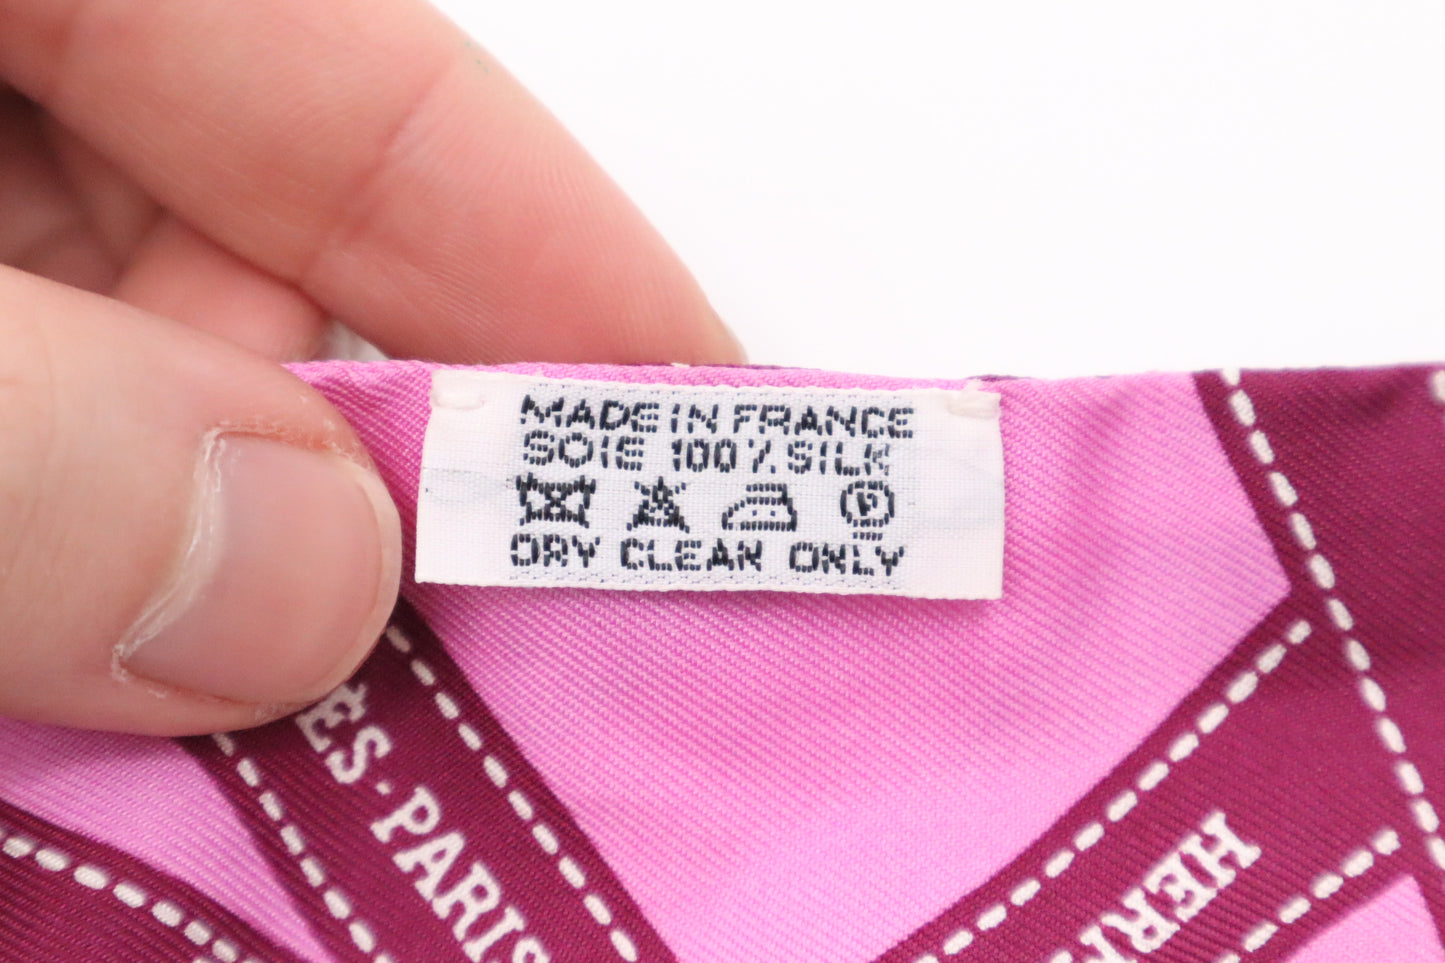 MADE IN FRANCE
SOIE 100% SILK
P
DRY CLEAN ONLY
ÈS·PARIS
HER